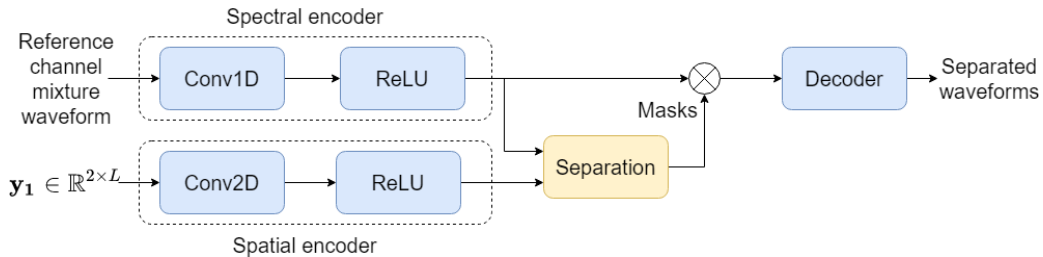 Spectral encoder
Reference
channel
mixture
waveform
Conv1D
ReLU
Decoder
Separated
waveforms
Masks
Separation
𝐲𝟏 ∈ ℝ^{2×L}
Conv2D
ReLU
Spatial encoder